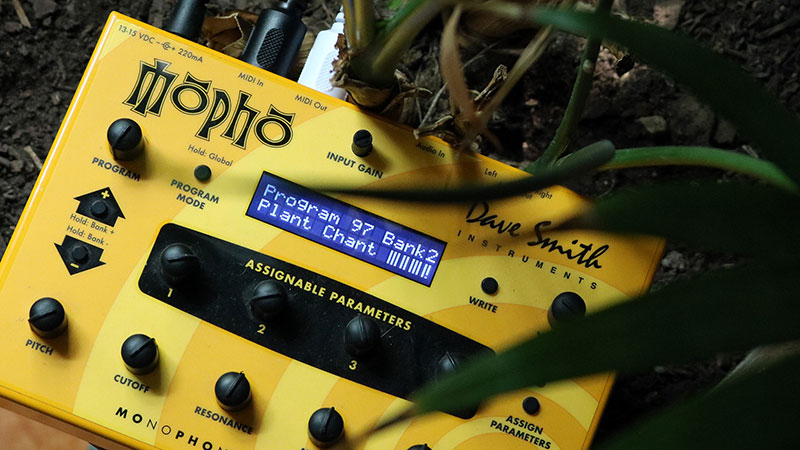 13-15 VDC 220mA
MIDI In
MIDI Out
Audio In
Left
Mopho
Hold: Global
INPUT GAIN
PROGRAM
PROGRAM MODE
+
Hold: Bank +
Hold: Bank -
-
Program 97 Bank2
Plant Chant
Dave Smith
INSTRUMENTS
ASSIGNABLE PARAMETERS
1
2
3
WRITE
PITCH
CUTOFF
RESONANCE
ASSIGN
PARAMETERS